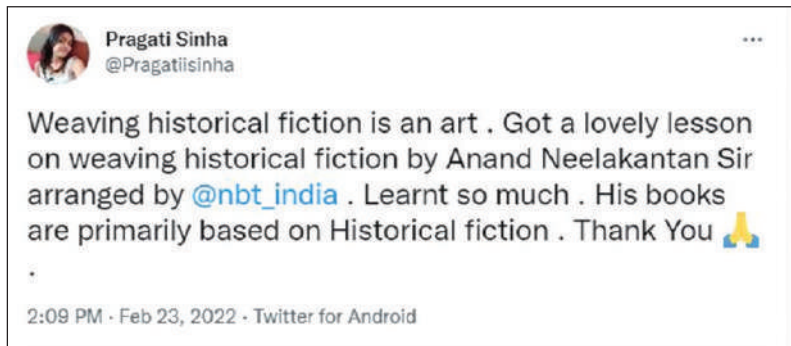 Pragati Sinha
@Pragatiisinha
Weaving historical fiction is an art . Got a lovely lesson
on weaving historical fiction by Anand Neelakantan Sir
arranged by @nbt_india . Learnt so much . His books
are primarily based on Historical fiction . Thank You 🙏
.
2:09 PM · Feb 23, 2022 · Twitter for Android